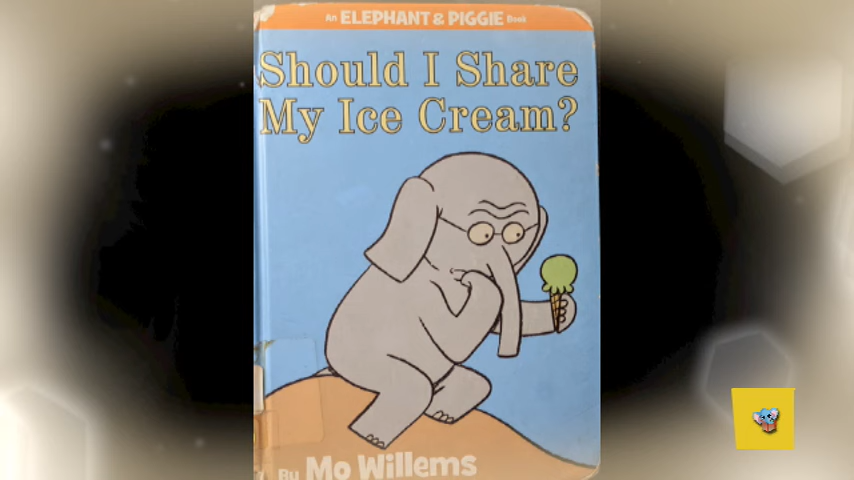 An ELEPHANT & PIGGIE Book
Should I Share
My Ice Cream?
By Mo Willems